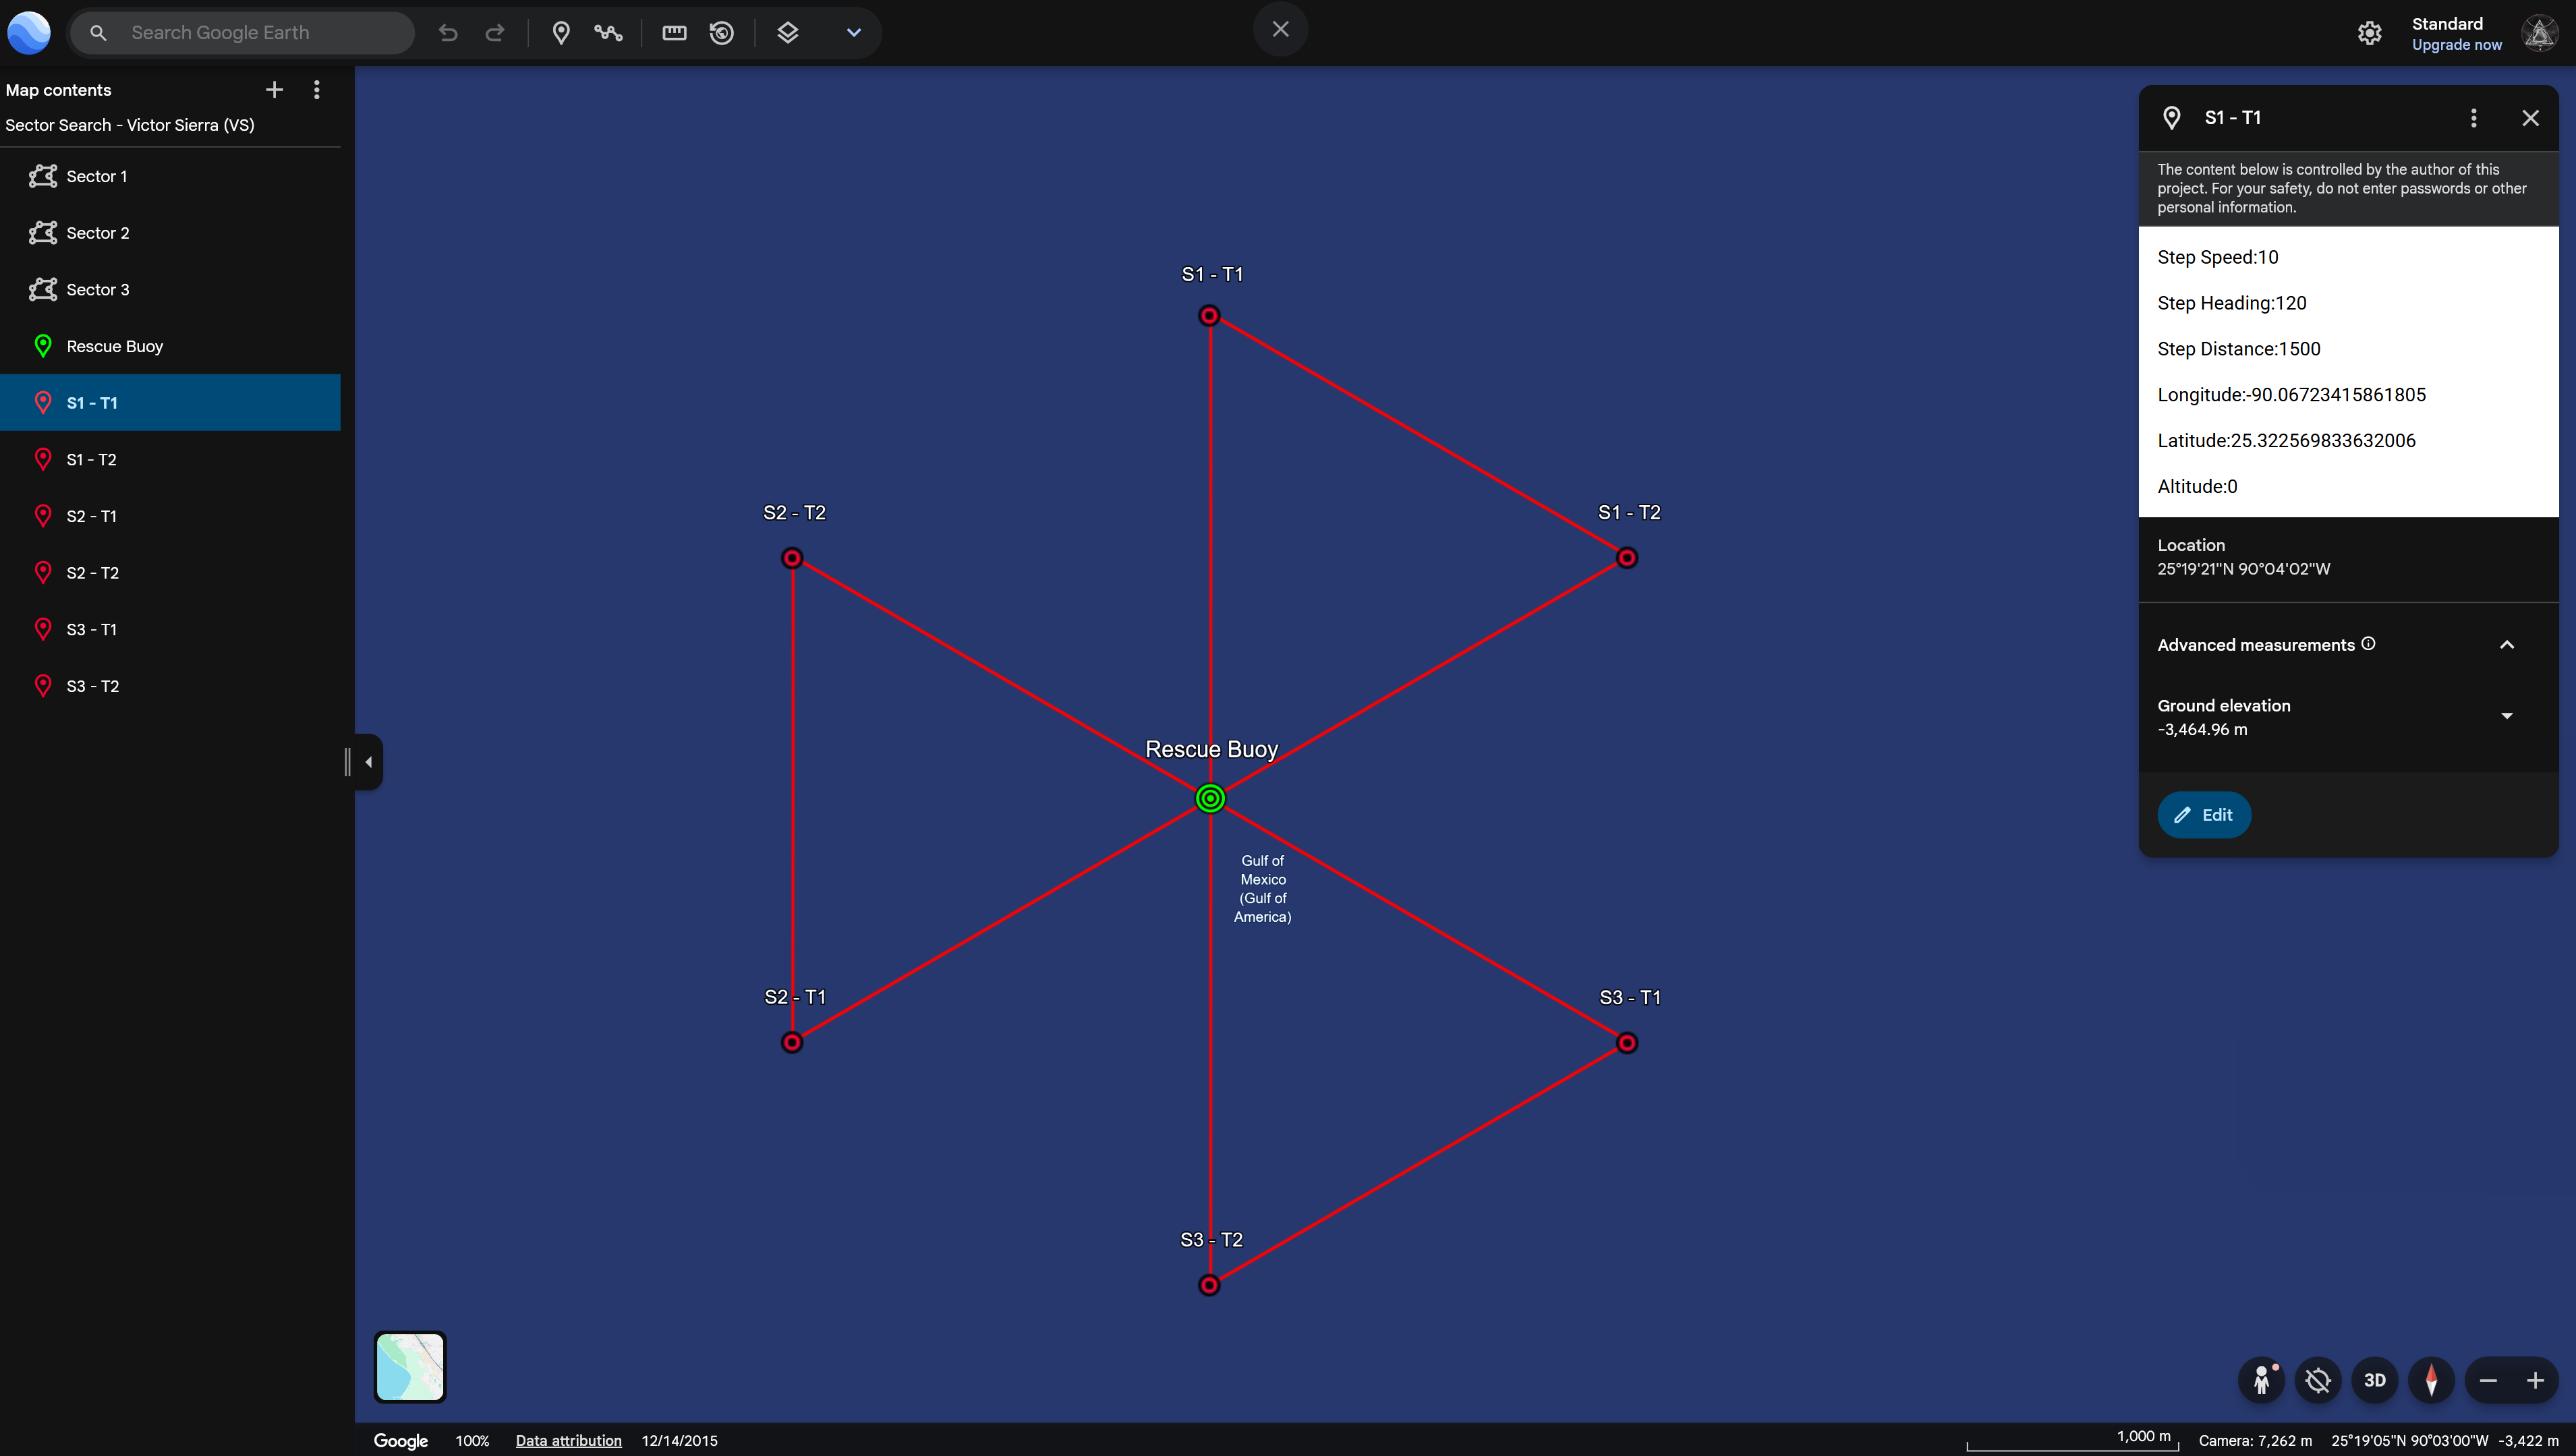 Search Google Earth
Standard
Upgrade now
Map contents
Sector Search - Victor Sierra (VS)
Sector 1
Sector 2
Sector 3
Rescue Buoy
S1 - T1
S1 - T2
S2 - T1
S2 - T2
S3 - T1
S3 - T2
S1 - T1
S2 - T2
S1 - T2
Rescue Buoy
Gulf of
Mexico
(Gulf of
America)
S2 - T1
S3 - T1
S3 - T2
S1 - T1
The content below is controlled by the author of this
project. For your safety, do not enter passwords or other
personal information.
Step Speed:10
Step Heading:120
Step Distance:1500
Longitude:-90.06723415861805
Latitude:25.322569833632006
Altitude:0
Location
25°19'21"N 90°04'02"W
Advanced measurements
Ground elevation
-3,464.96 m
Edit
3D
Google
100%
Data attribution
12/14/2015
1,000 m
Camera: 7,262 m
25°19'05"N 90°03'00"W
-3,422 m